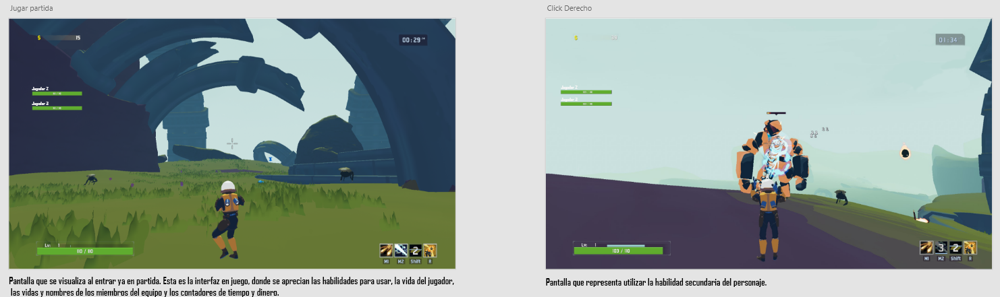 Jugar partida
$ 15
00:29
Jugador 2
110 / 110
Jugador 3
110 / 110
Lv: 1
110 / 110
2
M1 M2 Shift R
Pantalla que se visualiza al entrar ya en partida. Esta es la interfaz en juego, donde se aprecian las habilidades para usar, la vida del jugador,
las vidas y nombres de los miembros del equipo y los contadores de tiempo y dinero.
Click Derecho
$
01:34
Jugador 2
Jugador 3
Lv: 1
103 / 110
3 2
M1 M2 Shift R
Pantalla que representa utilizar la habilidad secundaria del personaje.